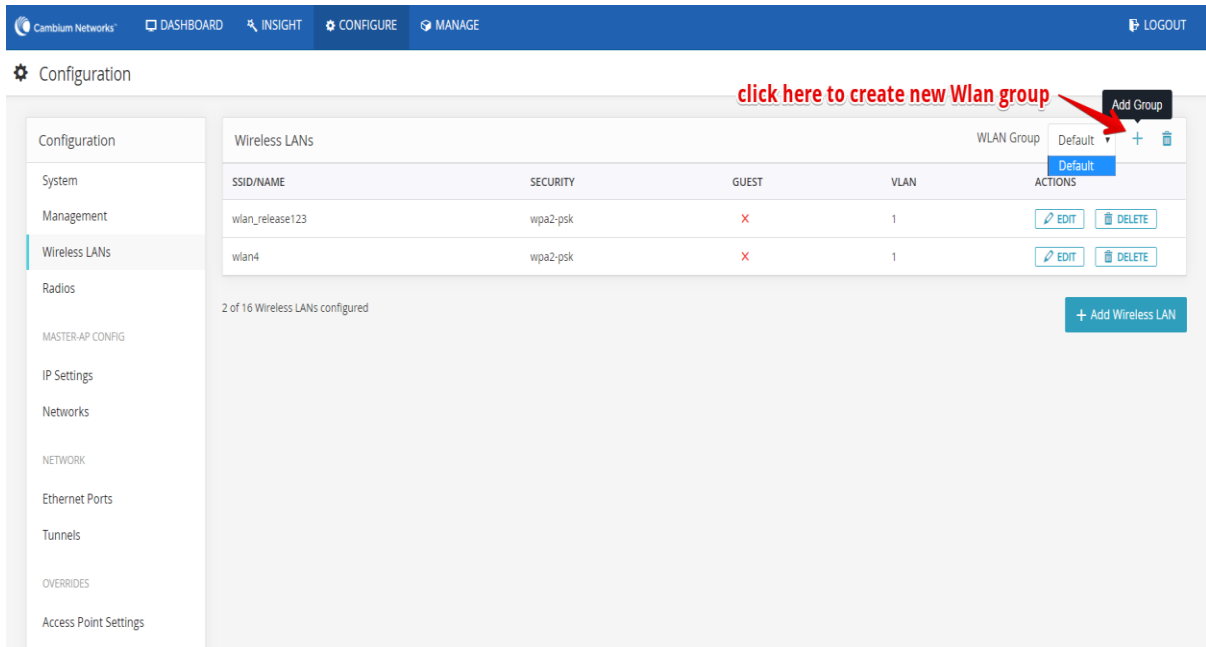 Cambium Networks™ DASHBOARD INSIGHT CONFIGURE MANAGE LOGOUT
Configuration
click here to create new Wlan group
Add Group
Configuration
System
Management
Wireless LANs
Radios
MASTER-AP CONFIG
IP Settings
Networks
NETWORK
Ethernet Ports
Tunnels
OVERRIDES
Access Point Settings
Wireless LANs WLAN Group Default +
Default
SSID/NAME SECURITY GUEST VLAN ACTIONS
wlan_release123 wpa2-psk X 1 EDIT DELETE
wlan4 wpa2-psk X 1 EDIT DELETE
2 of 16 Wireless LANs configured
+ Add Wireless LAN